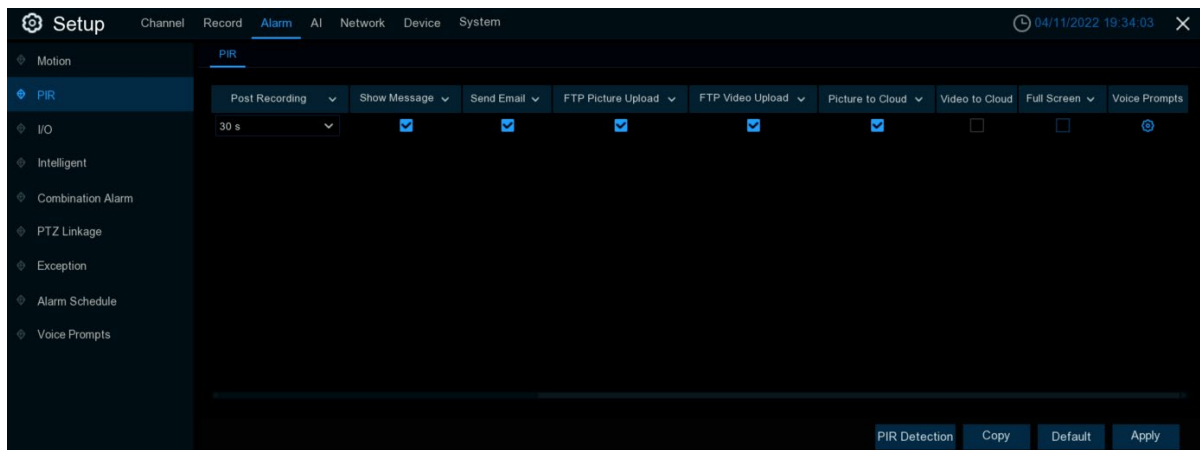 Setup Channel Record Alarm AI Network Device System 04/11/2022 19:34:03
Motion
PIR
I/O
Intelligent
Combination Alarm
PTZ Linkage
Exception
Alarm Schedule
Voice Prompts
PIR
Post Recording Show Message Send Email FTP Picture Upload FTP Video Upload Picture to Cloud Video to Cloud Full Screen Voice Prompts
30 s
PIR Detection Copy Default Apply